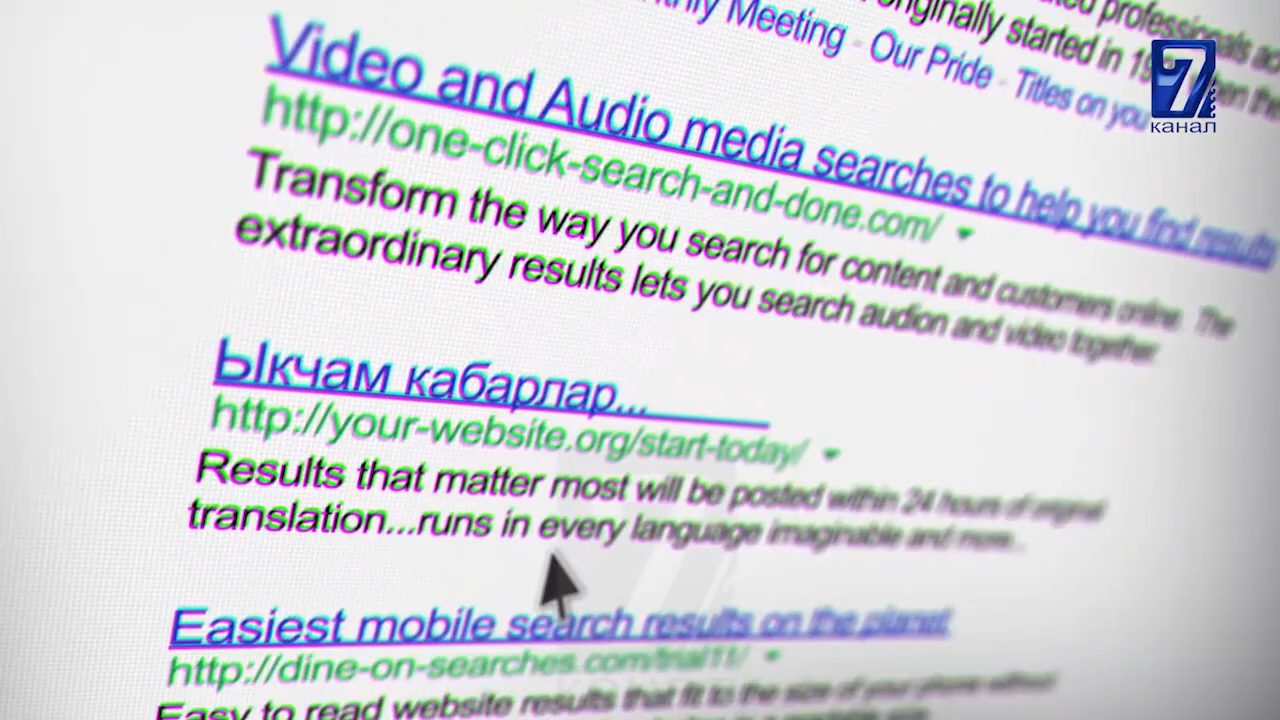 professionals
originally started in
Meeting - Our Pride - Titles on you
7
канал
Video and Audio media searches to help you find results
http://one-click-search-and-done.com/
Transform the way you search for content and customers online. The
extraordinary results lets you search audion and video together.
Ыкчам кабарлар...
http://your-website.org/start-today/
Results that matter most will be posted within 24 hours of original
translation...runs in every language imaginable and more...
Easiest mobile search results on the planet
http://dine-on-searches.com/trial11/
Easy to read website results that fit to the size of your phone without